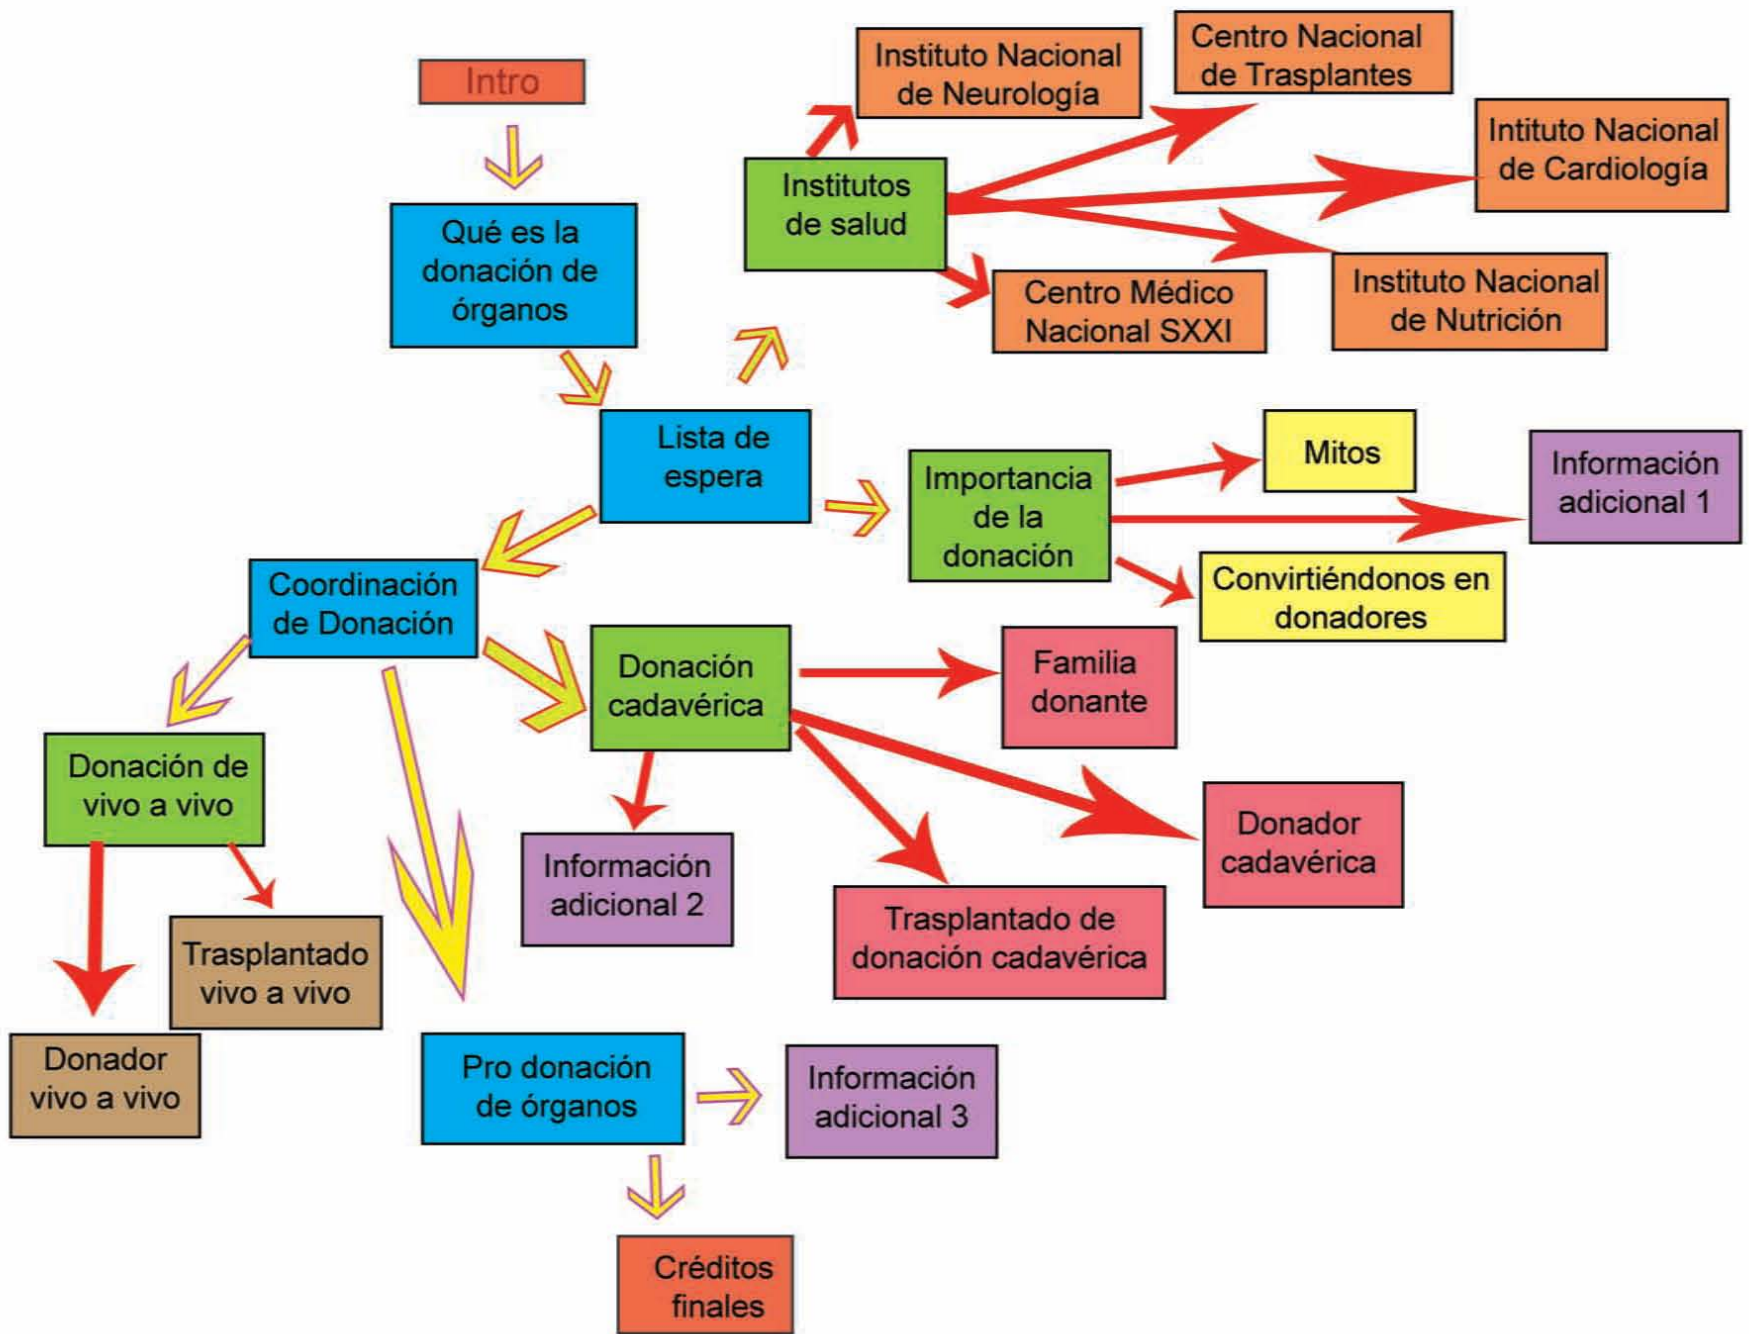 Intro
Qué es la
donación de
órganos
Institutos
de salud
Instituto Nacional
de Neurología
Centro Nacional
de Trasplantes
Intituto Nacional
de Cardiología
Instituto Nacional
de Nutrición
Centro Médico
Nacional SXXI
Lista de
espera
Importancia
de la
donación
Mitos
Información
adicional 1
Convirtiéndonos en
donadores
Coordinación
de Donación
Donación
cadavérica
Familia
donante
Donador
cadavérica
Trasplantado de
donación cadavérica
Información
adicional 2
Donación de
vivo a vivo
Trasplantado
vivo a vivo
Donador
vivo a vivo
Pro donación
de órganos
Información
adicional 3
Créditos
finales